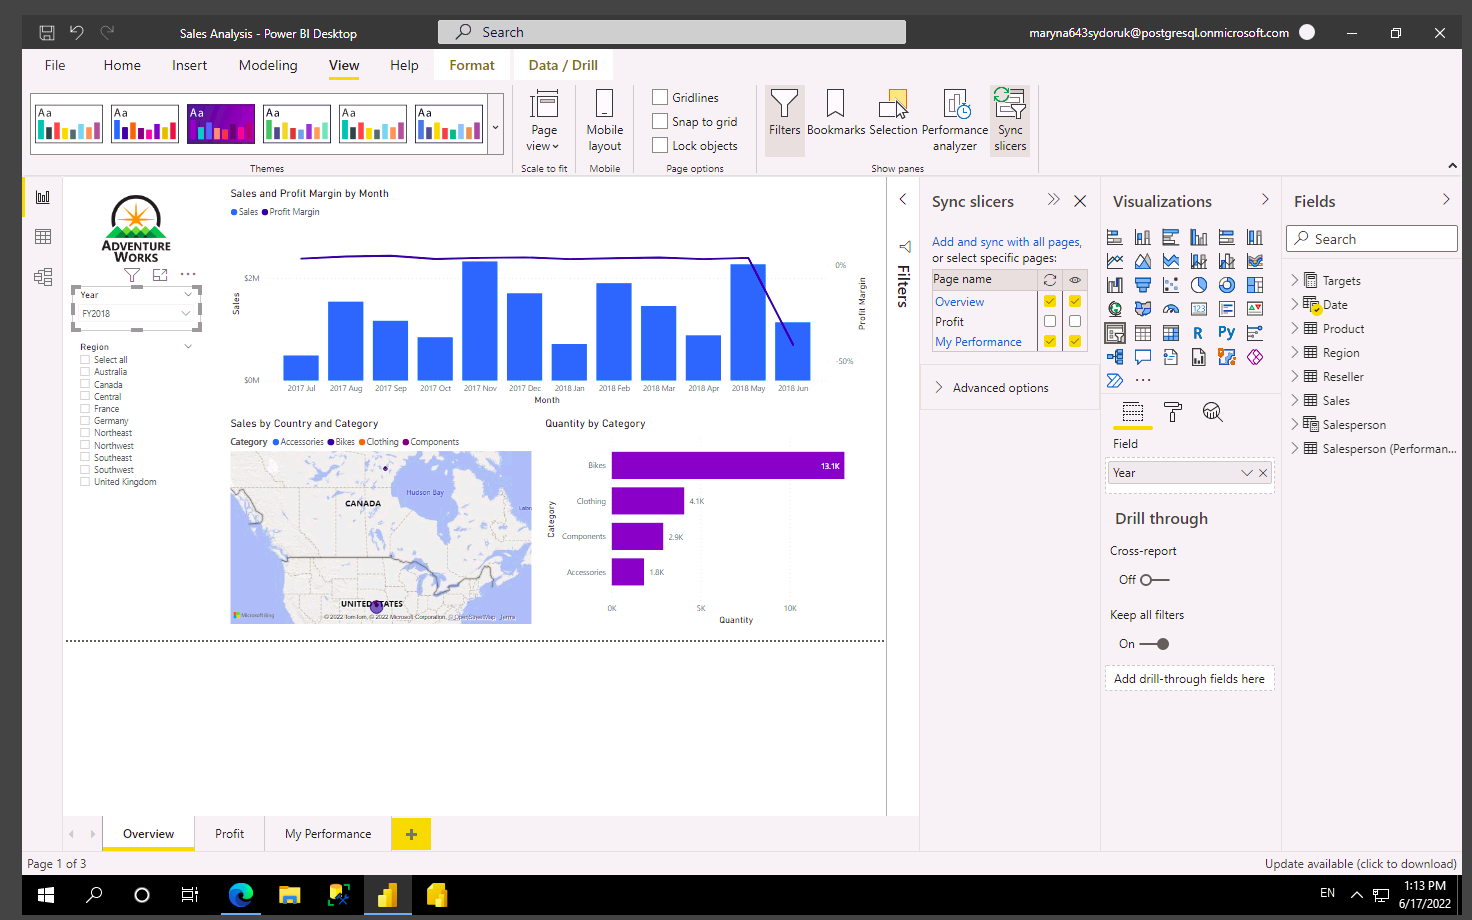 Sales Analysis - Power BI Desktop
Search
maryna643sydoruk@postgresql.onmicrosoft.com
File Home Insert Modeling View Help Format Data / Drill
Aa Aa Aa Aa Aa Aa
Themes
Page view
Scale to fit
Mobile layout
Mobile
Gridlines
Snap to grid
Lock objects
Page options
Filters
Bookmarks
Selection
Performance analyzer
Sync slicers
Show panes
ADVENTURE
WORKS
Year
FY2018
Region
Select all
Australia
Canada
Central
France
Germany
Northeast
Northwest
Southeast
Southwest
United Kingdom
Sales and Profit Margin by Month
Sales Profit Margin
Sales
$2M
$0M
0%
-50%
Profit Margin
2017 Jul 2017 Aug 2017 Sep 2017 Oct 2017 Nov 2017 Dec 2018 Jan 2018 Feb 2018 Mar 2018 Apr 2018 May 2018 Jun
Month
Sales by Country and Category
Category Accessories Bikes Clothing Components
Hudson Bay
CANADA
Labr
UNITED STATES
Microsoft Bing
© 2022 TomTom, © 2022 Microsoft Corporation, © OpenStreetMap Terms
Quantity by Category
Category
Bikes 13.1K
Clothing 4.1K
Components 2.9K
Accessories 1.8K
0K 5K 10K
Quantity
Filters
Sync slicers
Add and sync with all pages,
or select specific pages:
Page name
Overview
Profit
My Performance
Advanced options
Visualizations
R Py
Field
Year
Drill through
Cross-report
Off
Keep all filters
On
Add drill-through fields here
Fields
Search
Targets
Date
Product
Region
Reseller
Sales
Salesperson
Salesperson (Performan...
Overview Profit My Performance +
Page 1 of 3
Update available (click to download)
EN
1:13 PM
6/17/2022